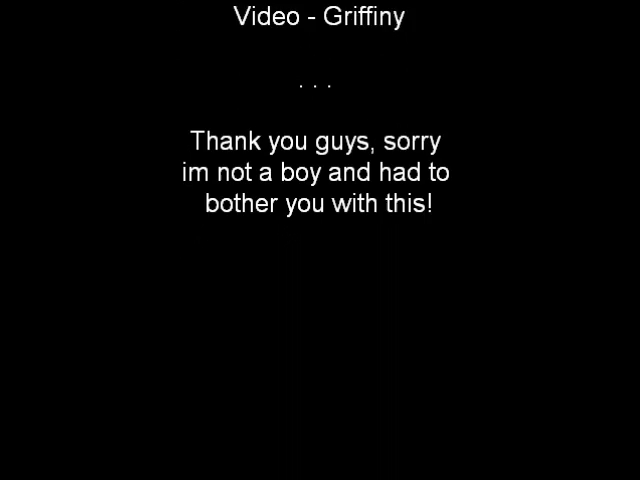 Video - Griffiny
. . .
Thank you guys, sorry
im not a boy and had to
bother you with this!